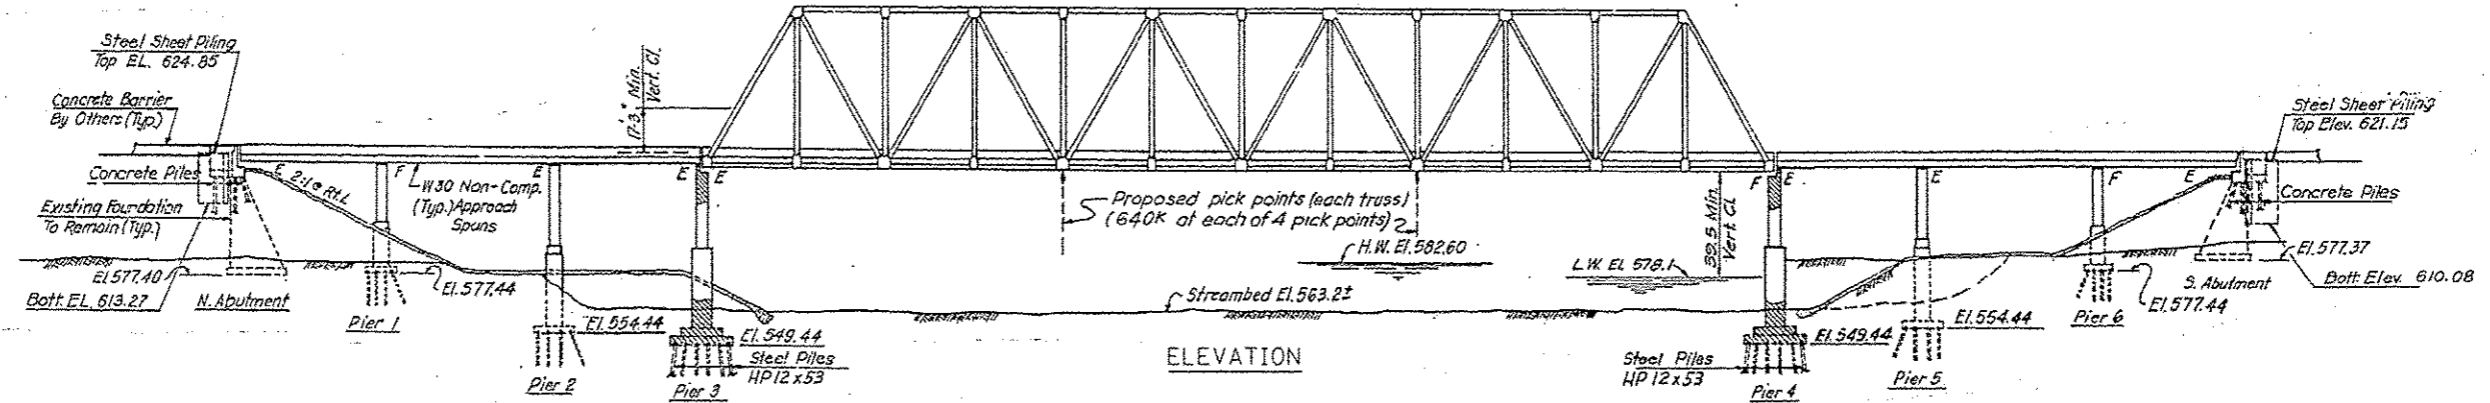 Steel Sheet Piling
Top EL. 624.85
Concrete Barrier
By Others (Typ.)
Concrete Piles
Existing Foundation
To Remain (Typ.)
El.577.40
Bott. EL. 613.27
N. Abutment
E 2:1@ Rt.L
F
W30 Non-Comp.
(Typ.) Approach
Spans
El.577.44
Pier 1
E
El.554.44
Pier 2
E E
17'-3" Min.
Vert. Cl.
El.549.44
Steel Piles
HP 12x53
Pier 3
Proposed pick points (each truss)
(640K at each of 4 pick points)
H.W. El.582.60
Streambed El.563.2±
ELEVATION
39.5 Min.
Vert. Cl.
L.W. EL 578.1
F E
El.549.44
Steel Piles
HP 12x53
Pier 4
E
El.554.44
Pier 5
F
El.577.44
Pier 6
E
Steel Sheet Piling
Top Elev. 621.15
Concrete Piles
El.577.37
S. Abutment
Bott. Elev. 610.08